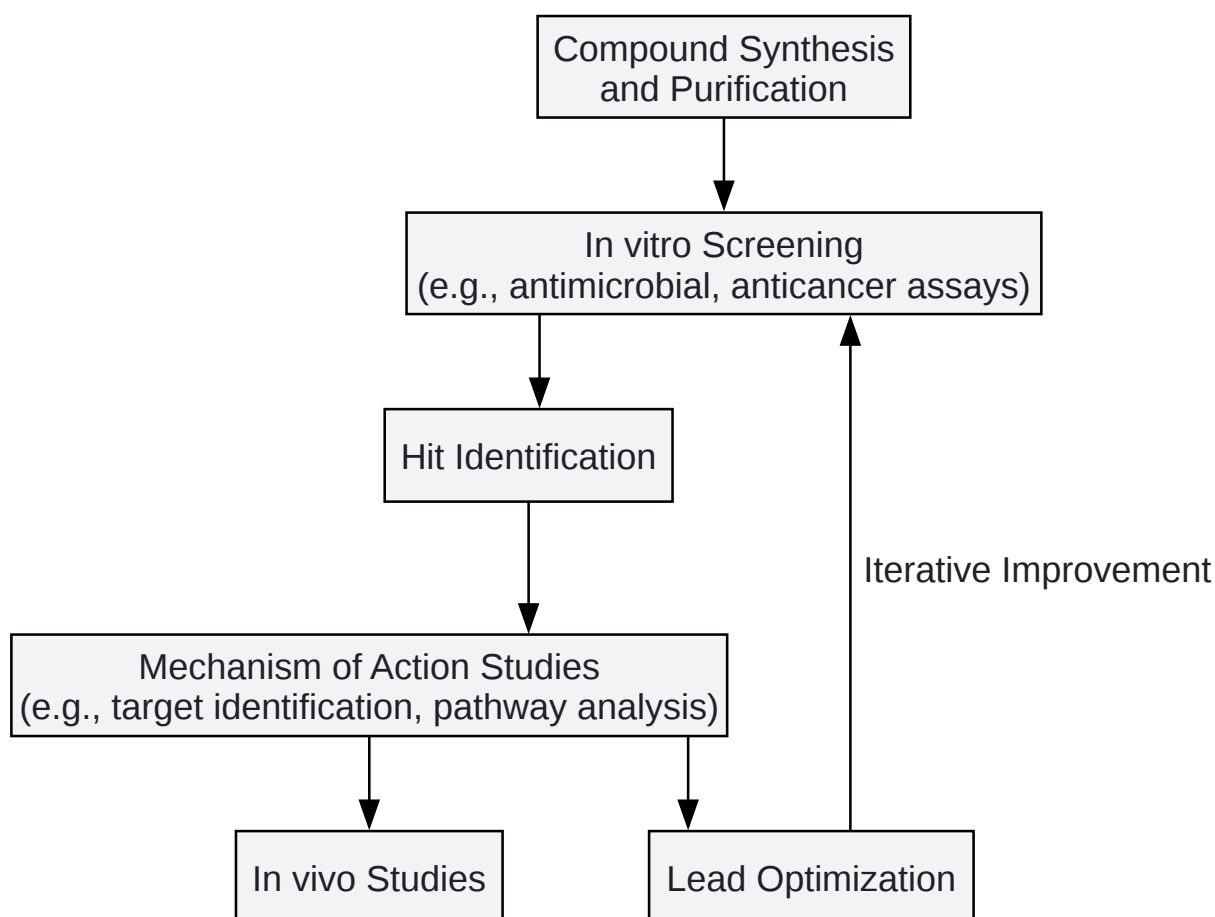 Compound Synthesis
and Purification
In vitro Screening
(e.g., antimicrobial, anticancer assays)
Hit Identification
Iterative Improvement
Mechanism of Action Studies
(e.g., target identification, pathway analysis)
In vivo Studies
Lead Optimization